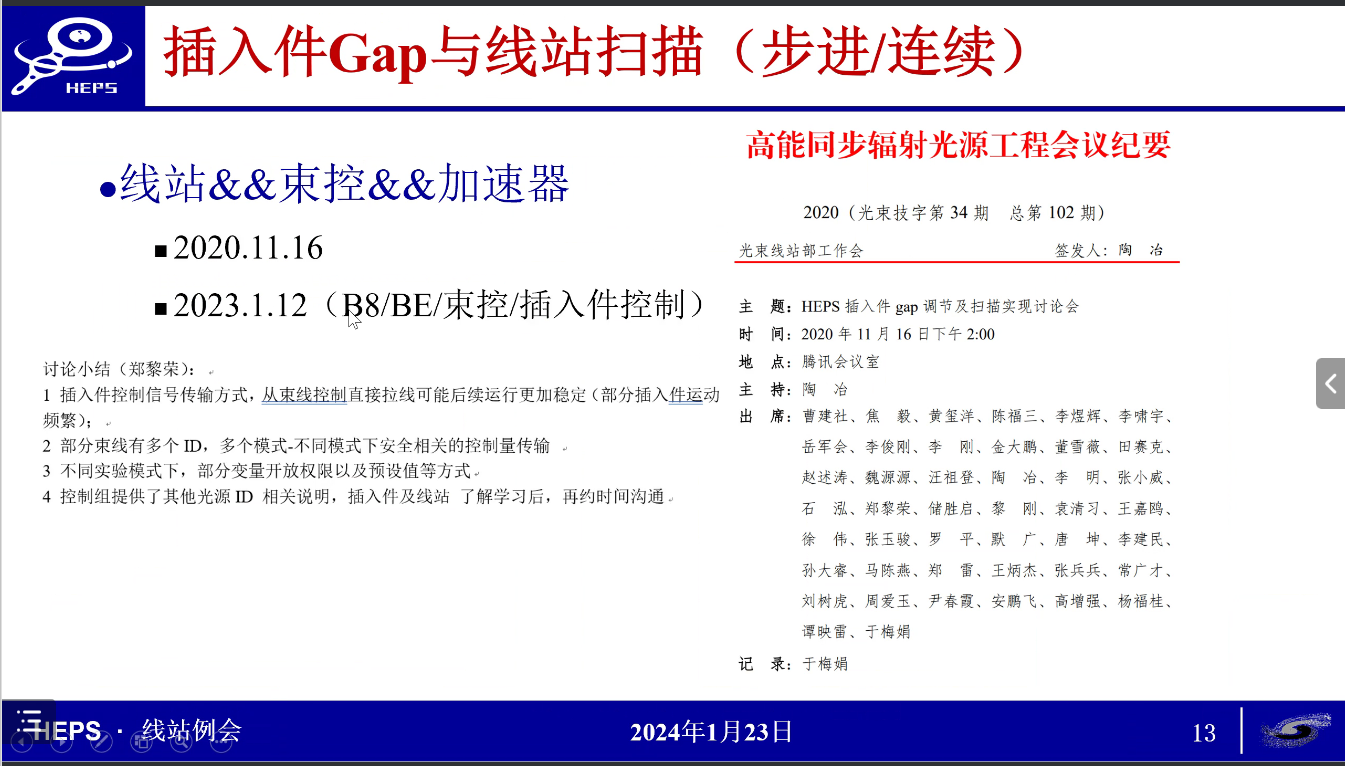 HEPS
插入件Gap与线站扫描（步进/连续）
●线站&&束控&&加速器
■2020.11.16
■2023.1.12（B8/BE/束控/插入件控制）
讨论小结（郑黎荣）：
1 插入件控制信号传输方式，从束线控制直接拉线可能后续运行更加稳定（部分插入件运动
频繁）；
2 部分束线有多个 ID，多个模式-不同模式下安全相关的控制量传输
3 不同实验模式下，部分变量开放权限以及预设值等方式
4 控制组提供了其他光源 ID 相关说明，插入件及线站 了解学习后，再约时间沟通
高能同步辐射光源工程会议纪要
2020（光束技字第 34 期 总第 102 期）
光束线站部工作会 签发人：陶 冶
主 题：HEPS 插入件 gap 调节及扫描实现讨论会
时 间：2020 年 11 月 16 日下午 2:00
地 点：腾讯会议室
主 持：陶 冶
出 席：曹建社、焦 毅、黄玺洋、陈福三、李煜辉、李啸宇、
岳军会、李俊刚、李 刚、金大鹏、董雪薇、田赛克、
赵述涛、魏源源、汪祖登、陶 冶、李 明、张小威、
石 泓、郑黎荣、储胜启、黎 刚、袁清习、王嘉鸥、
徐 伟、张玉骏、罗 平、默 广、唐 坤、李建民、
孙大睿、马陈燕、郑 雷、王炳杰、张兵兵、常广才、
刘树虎、周爱玉、尹春霞、安鹏飞、高增强、杨福桂、
谭映雷、于梅娟
记 录：于梅娟
HEPS · 线站例会
2024年1月23日
13